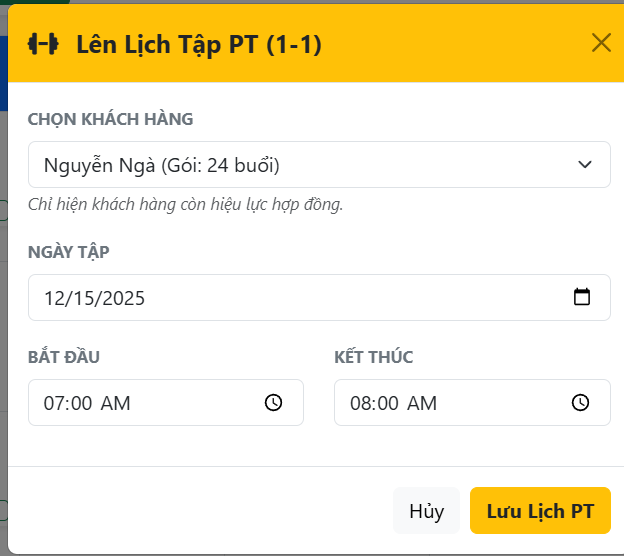 Lên Lịch Tập PT (1-1)
CHỌN KHÁCH HÀNG
Nguyễn Ngà (Gói: 24 buổi)
Chỉ hiện khách hàng còn hiệu lực hợp đồng.
NGÀY TẬP
12/15/2025
BẮT ĐẦU KẾT THÚC
07:00 AM 08:00 AM
Hủy Lưu Lịch PT